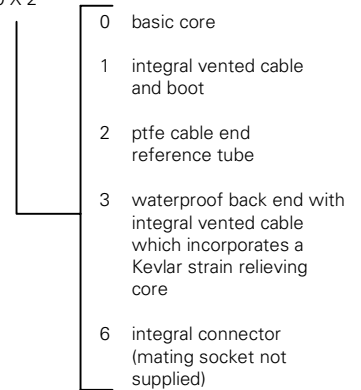 X 2
0 basic core
1 integral vented cable
and boot
2 ptfe cable end
reference tube
3 waterproof back end with
integral vented cable
which incorporates a
Kevlar strain relieving
core
6 integral connector
(mating socket not
supplied)